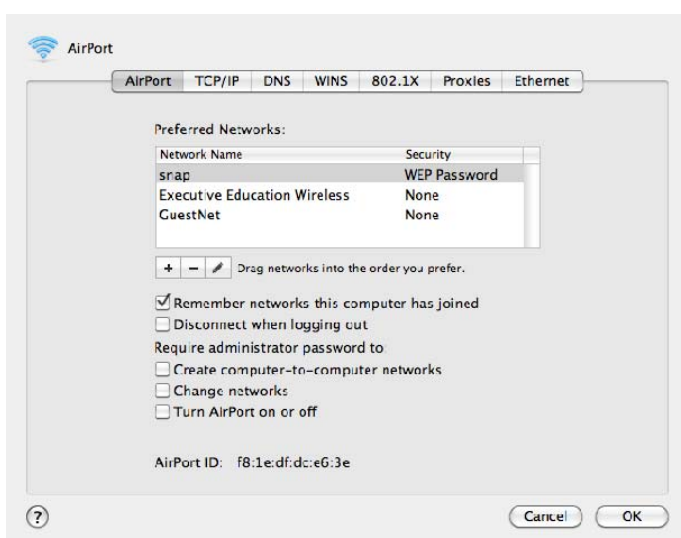 AirPort
AirPort TCP/IP DNS WINS 802.1X Proxies Ethernet
Preferred Networks:
Network Name Security
snap WEP Password
Executive Education Wireless None
GuestNet None
+ − Drag networks into the order you prefer.
Remember networks this computer has joined
Disconnect when logging out
Require administrator password to:
Create computer-to-computer networks
Change networks
Turn AirPort on or off
AirPort ID: f8:1e:df:dc:e6:3e
? Cancel OK